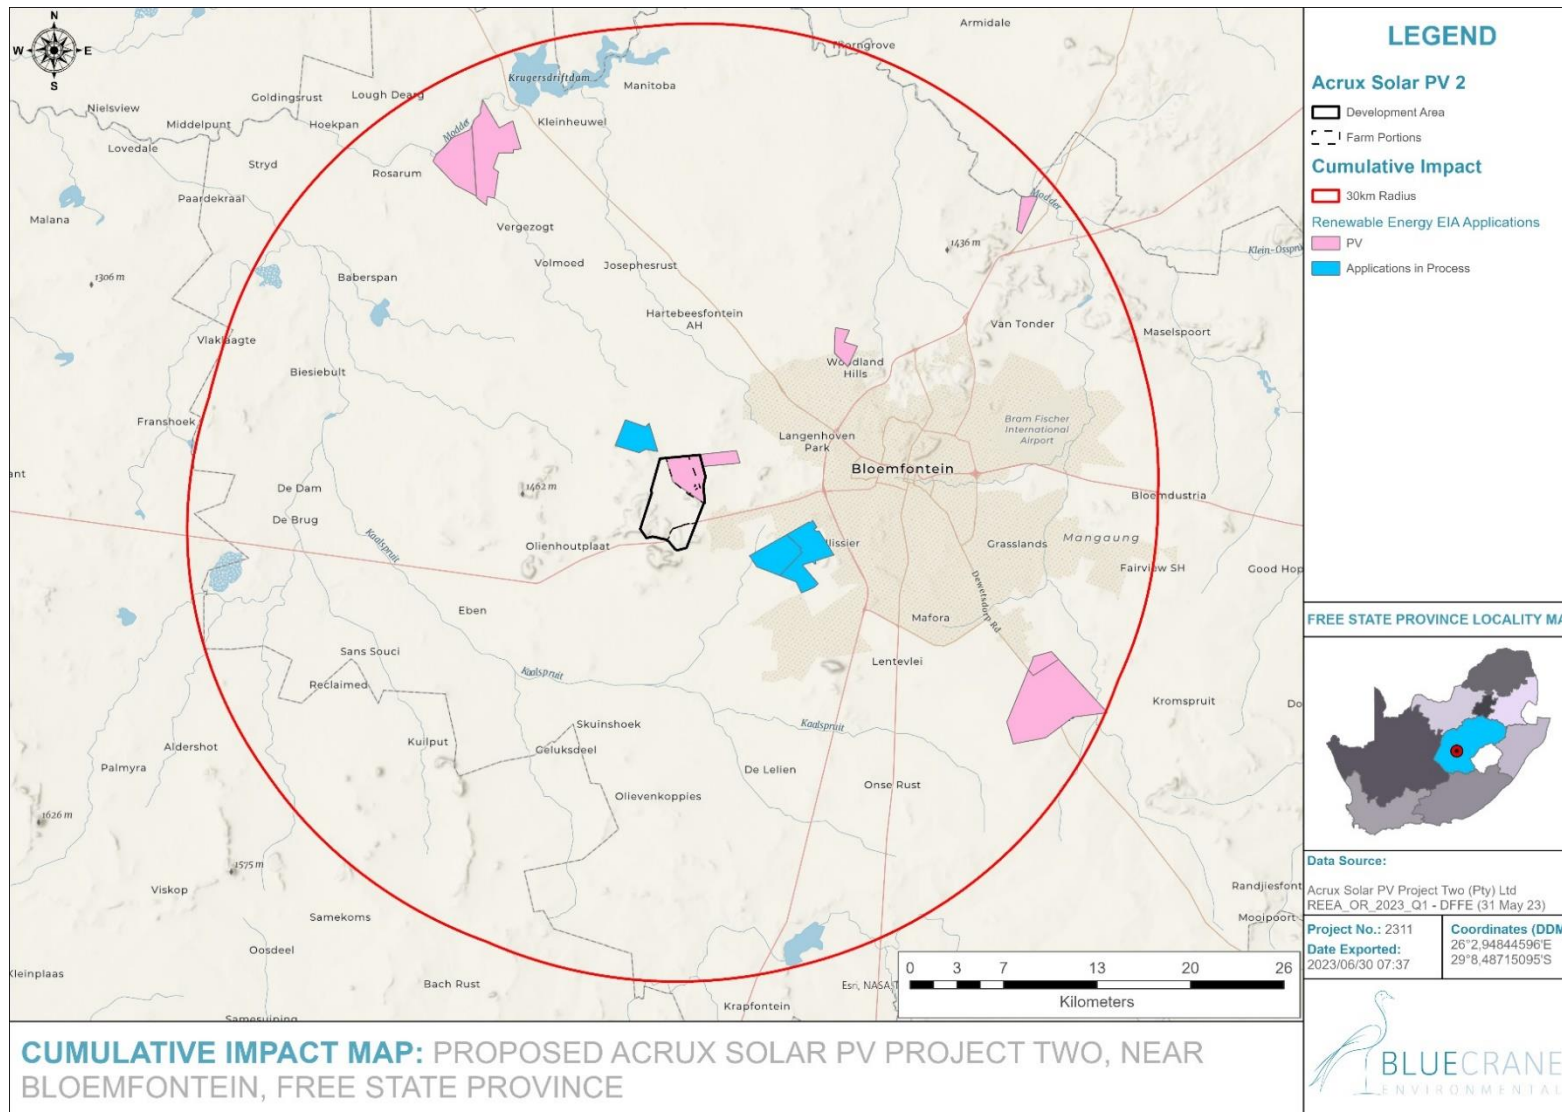 N
W
E
S
Armidale
Thorngrove
Krugersdriftdam...
Manitoba
Goldingsrust
Lough Dearg
Nielsview
Middelpunt
Hoekpan
Kleinheuwel
Modder
Lovedale
Stryd
Rosarum
Paardekraal
Modder
Malana
Vergezogt
1436 m
Klein-Osspruit
Volmoed
Josephesrust
1306 m
Baberspan
Hartebeesfontein
AH
Van Tonder
Maselspoort
Vlaklaagte
Woodland
Hills
Biesiebult
Franshoek
Bram Fischer
International
Airport
Langenhoven
Park
Bloemfontein
ant
De Dam
1462 m
Bloemdustria
De Brug
Kaalspruit
Olienhoutplaat
llissier
Grasslands
Mangaung
Fairview SH
Good Hop
Dewetsdorp Rd
Eben
Mafora
Sans Souci
Lentevlei
Kaalspruit
Reclaimed
Kromspruit
Do
Skuinshoek
Kaalspruit
Aldershot
Kuilput
Geluksdeel
Palmyra
De Lelien
Onse Rust
Olievenkoppies
1626 m
1575 m
Viskop
Randjiesfont
Samekoms
Mooipoort
Oosdeel
Kleinplaas
Bach Rust
Esri, NASA,
Krapfontein
Samesuiping
0 3 7 13 20 26
Kilometers
LEGEND
Acrux Solar PV 2
Development Area
Farm Portions
Cumulative Impact
30km Radius
Renewable Energy EIA Applications
PV
Applications in Process
FREE STATE PROVINCE LOCALITY MA
Data Source:
Acrux Solar PV Project Two (Pty) Ltd
REEA_OR_2023_Q1 - DFFE (31 May 23)
Project No.: 2311
Date Exported:
2023/06/30 07:37
Coordinates (DDM
26°2,94844596'E
29°8,48715095'S
BLUECRANE
ENVIRONMENTAL
CUMULATIVE IMPACT MAP: PROPOSED ACRUX SOLAR PV PROJECT TWO, NEAR
BLOEMFONTEIN, FREE STATE PROVINCE